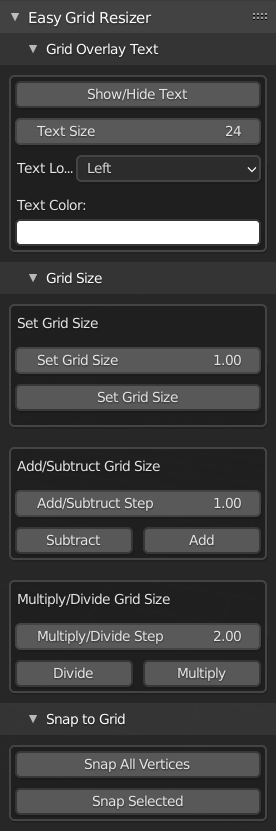 Easy Grid Resizer
Grid Overlay Text
Show/Hide Text
Text Size 24
Text Lo... Left
Text Color:
Grid Size
Set Grid Size
Set Grid Size 1.00
Set Grid Size
Add/Subtruct Grid Size
Add/Subtruct Step 1.00
Subtract Add
Multiply/Divide Grid Size
Multiply/Divide Step 2.00
Divide Multiply
Snap to Grid
Snap All Vertices
Snap Selected